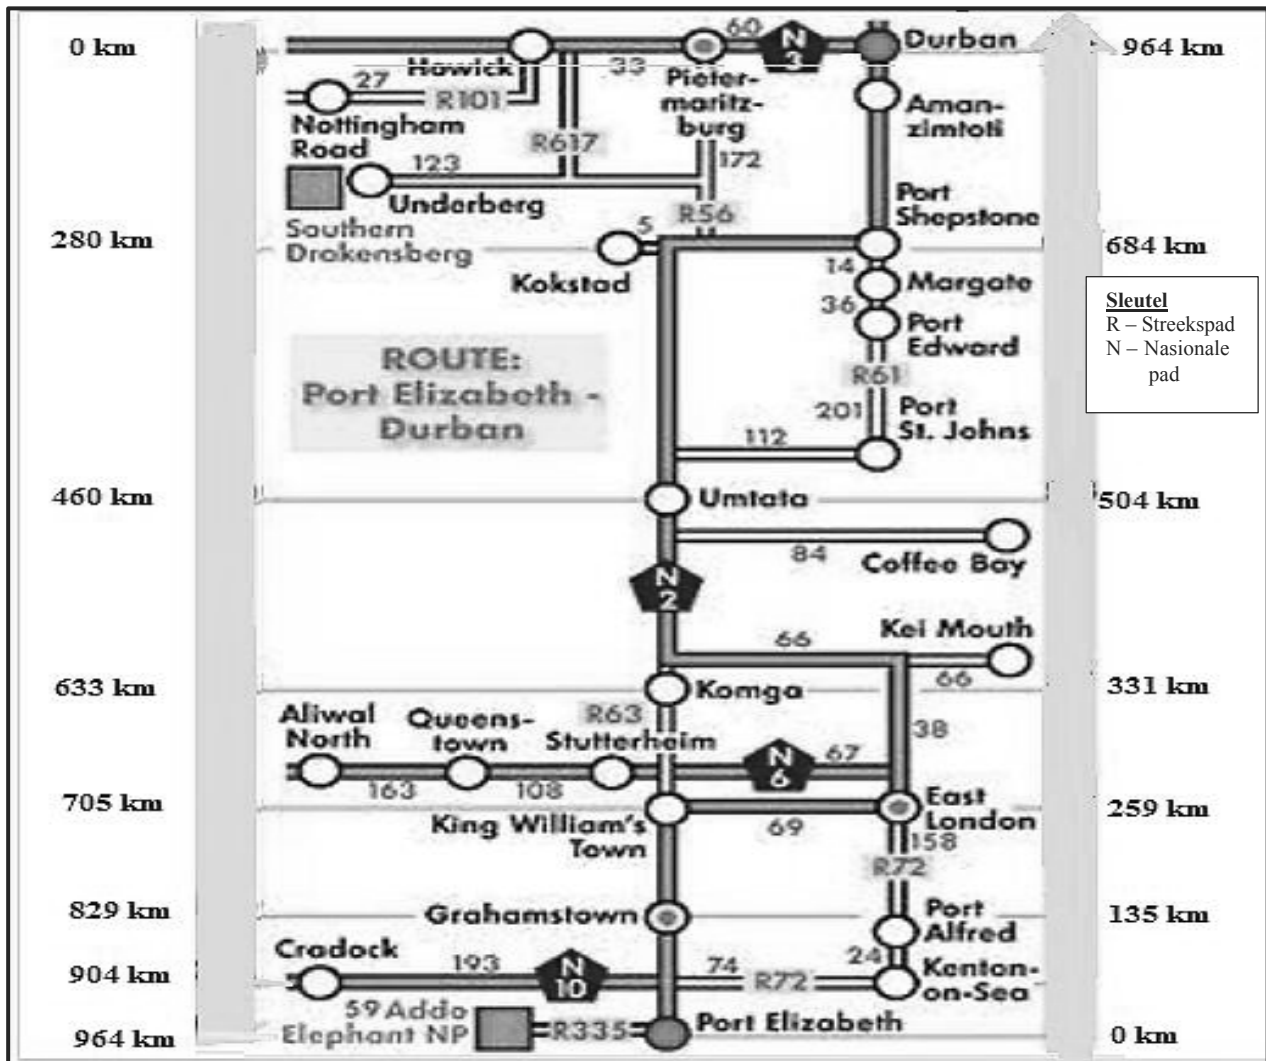 0 km
60
N
3
Durban
964 km
Howick
33
Pieter-
maritz-
burg
Aman-
zimtoti
27
R101
Nottingham
Road
R617
172
123
Underberg
Southern
Drakensberg
R56
Port
Shepstone
280 km
5
Kokstad
684 km
14
Margate
36
Port
Edward
Sleutel
R – Streekspad
N – Nasionale
pad
ROUTE:
Port Elizabeth -
Durban
R61
201
Port
St. Johns
112
460 km
Umtata
504 km
84
Coffee Bay
N
2
66
Kei Mouth
66
633 km
Komga
331 km
Aliwal
North
Queens-
town
R63
Stutterheim
38
N
6
67
163
108
705 km
King William's
Town
69
East
London
259 km
158
R72
829 km
Grahamstown
Port
Alfred
135 km
Cradock
193
N
10
74
R72
24
Kenton-
on-Sea
904 km
59 Addo
Elephant NP
R335
Port Elizabeth
964 km
0 km